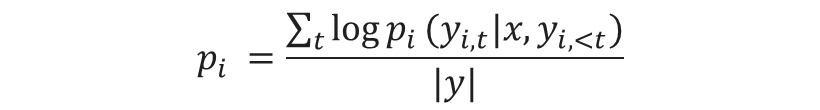 p_i = \frac{\sum_t \log p_i (y_{i,t} | x, y_{i,<t})}{|y|}